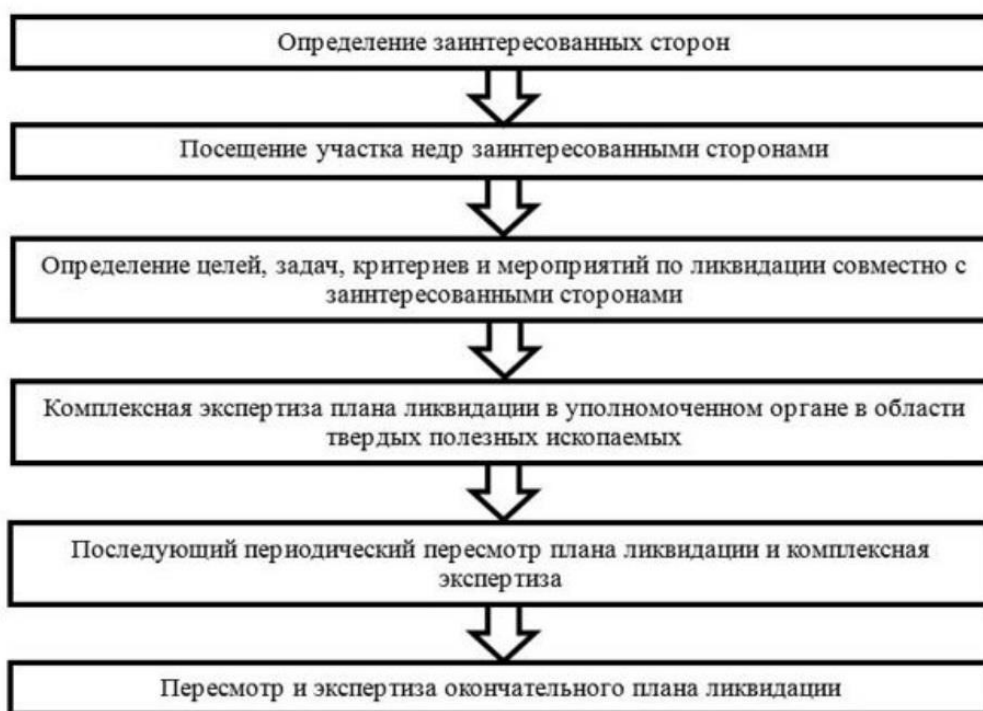 Определение заинтересованных сторон
Посещение участка недр заинтересованными сторонами
Определение целей, задач, критериев и мероприятий по ликвидации совместно с
заинтересованными сторонами
Комплексная экспертиза плана ликвидации в уполномоченном органе в области
твердых полезных ископаемых
Последующий периодический пересмотр плана ликвидации и комплексная
экспертиза
Пересмотр и экспертиза окончательного плана ликвидации